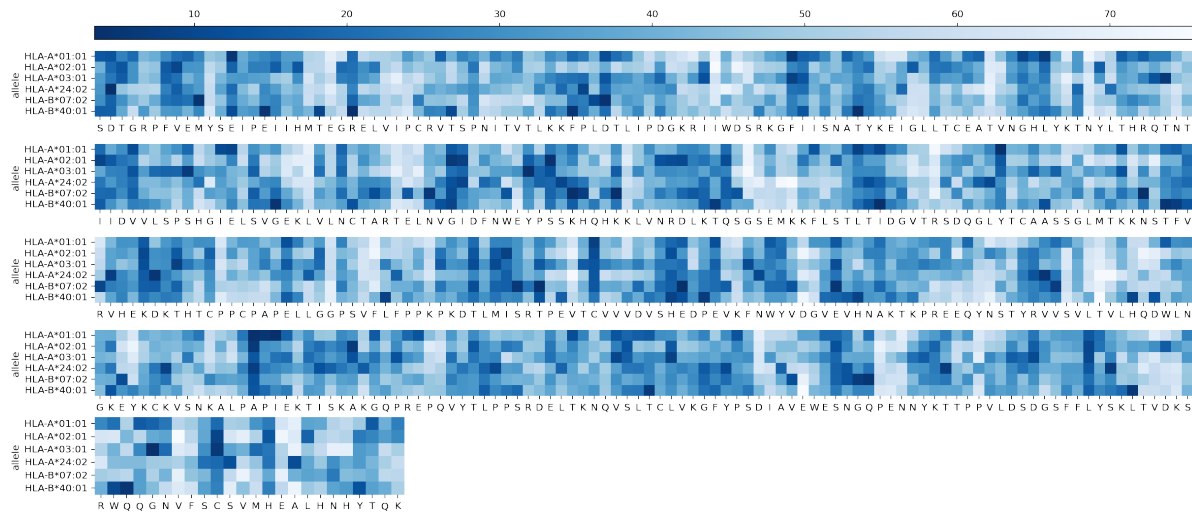 10 20 30 40 50 60 70
HLA-A*01:01
HLA-A*02:01
HLA-A*03:01
HLA-A*24:02
HLA-B*07:02
HLA-B*40:01
allele
S D T G R P F V E M Y S E I P E I I H M T E G R E L V I P C R V T S P N I T V T L K K F P L D T L I P D G K R I I W D S R K G F I I S N A T Y K E I G L L T C E A T V N G H L Y K T N Y L T H R Q T N T
HLA-A*01:01
HLA-A*02:01
HLA-A*03:01
HLA-A*24:02
HLA-B*07:02
HLA-B*40:01
allele
I I D V V L S P S H G I E L S V G E K L V L N C T A R T E L N V G I D F N W E Y P S S K H Q H K K L V N R D L K T Q S G S E M K K F L S T L T I D G V T R S D Q G L Y T C A A S S G L M T K K N S T F V
HLA-A*01:01
HLA-A*02:01
HLA-A*03:01
HLA-A*24:02
HLA-B*07:02
HLA-B*40:01
allele
R V H E K D K T H T C P P C P A P E L L G G P S V F L F P P K P K D T L M I S R T P E V T C V V V D V S H E D P E V K F N W Y V D G V E V H N A K T K P R E E Q Y N S T Y R V V S V L T V L H Q D W L N
HLA-A*01:01
HLA-A*02:01
HLA-A*03:01
HLA-A*24:02
HLA-B*07:02
HLA-B*40:01
allele
G K E Y K C K V S N K A L P A P I E K T I S K A K G Q P R E P Q V Y T L P P S R D E L T K N Q V S L T C L V K G F Y P S D I A V E W E S N G Q P E N N Y K T T P P V L D S D G S F F L Y S K L T V D K S
HLA-A*01:01
HLA-A*02:01
HLA-A*03:01
HLA-A*24:02
HLA-B*07:02
HLA-B*40:01
allele
R W Q Q G N V F S C S V M H E A L H N H Y T Q K